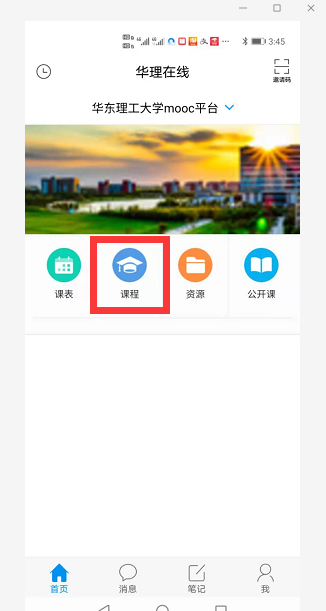 3:45
华理在线
邀请码
华东理工大学mooc平台
课表 课程 资源 公开课
首页 消息 笔记 我